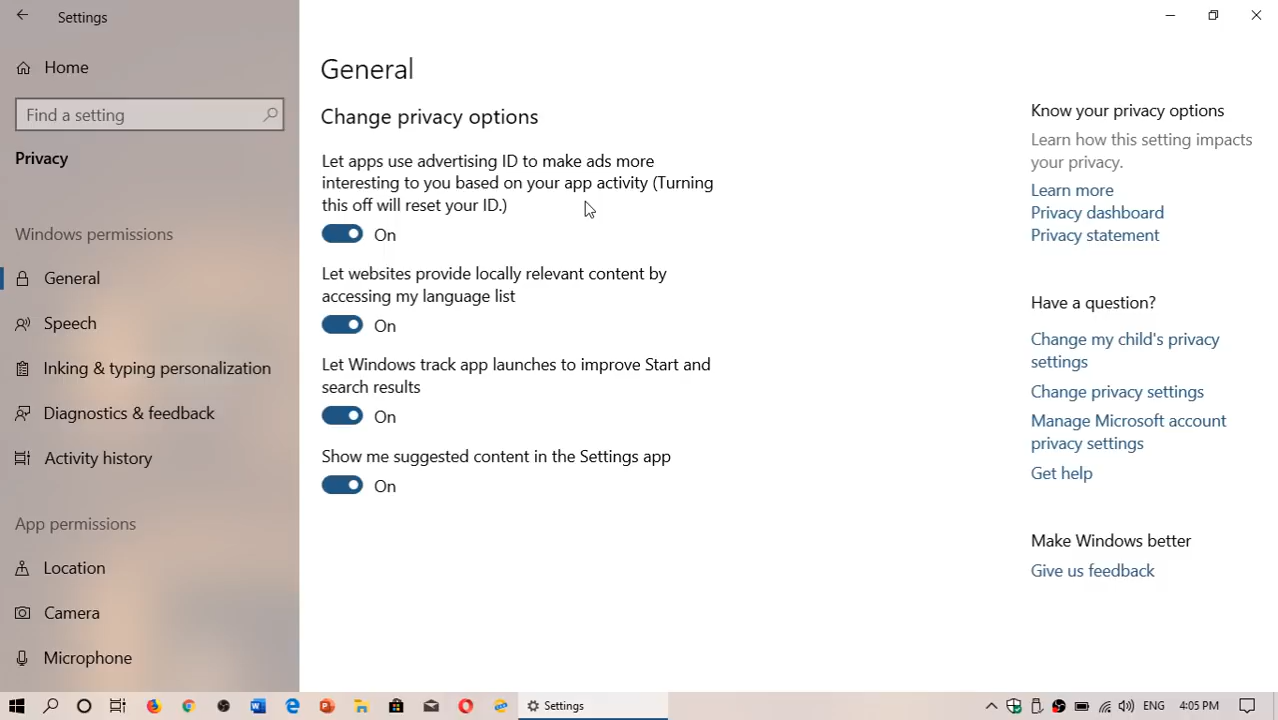 Settings
Home
Find a setting
Privacy
Windows permissions
General
Speech
Inking & typing personalization
Diagnostics & feedback
Activity history
App permissions
Location
Camera
Microphone
General
Change privacy options
Let apps use advertising ID to make ads more
interesting to you based on your app activity (Turning
this off will reset your ID.)
On
Let websites provide locally relevant content by
accessing my language list
On
Let Windows track app launches to improve Start and
search results
On
Show me suggested content in the Settings app
On
Know your privacy options
Learn how this setting impacts
your privacy.
Learn more
Privacy dashboard
Privacy statement
Have a question?
Change my child's privacy
settings
Change privacy settings
Manage Microsoft account
privacy settings
Get help
Make Windows better
Give us feedback
Settings
ENG
4:05 PM